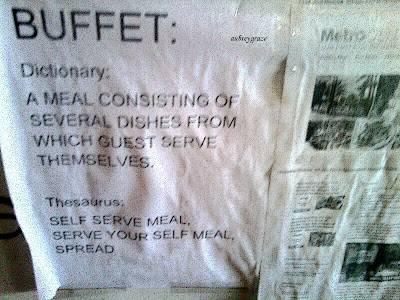 BUFFET:
aubreygraze
Metro
Dictionary:
A MEAL CONSISTING OF
SEVERAL DISHES FROM
WHICH GUEST SERVE
THEMSELVES.
Thesaurus:
SELF SERVE MEAL,
SERVE YOUR SELF MEAL,
SPREAD